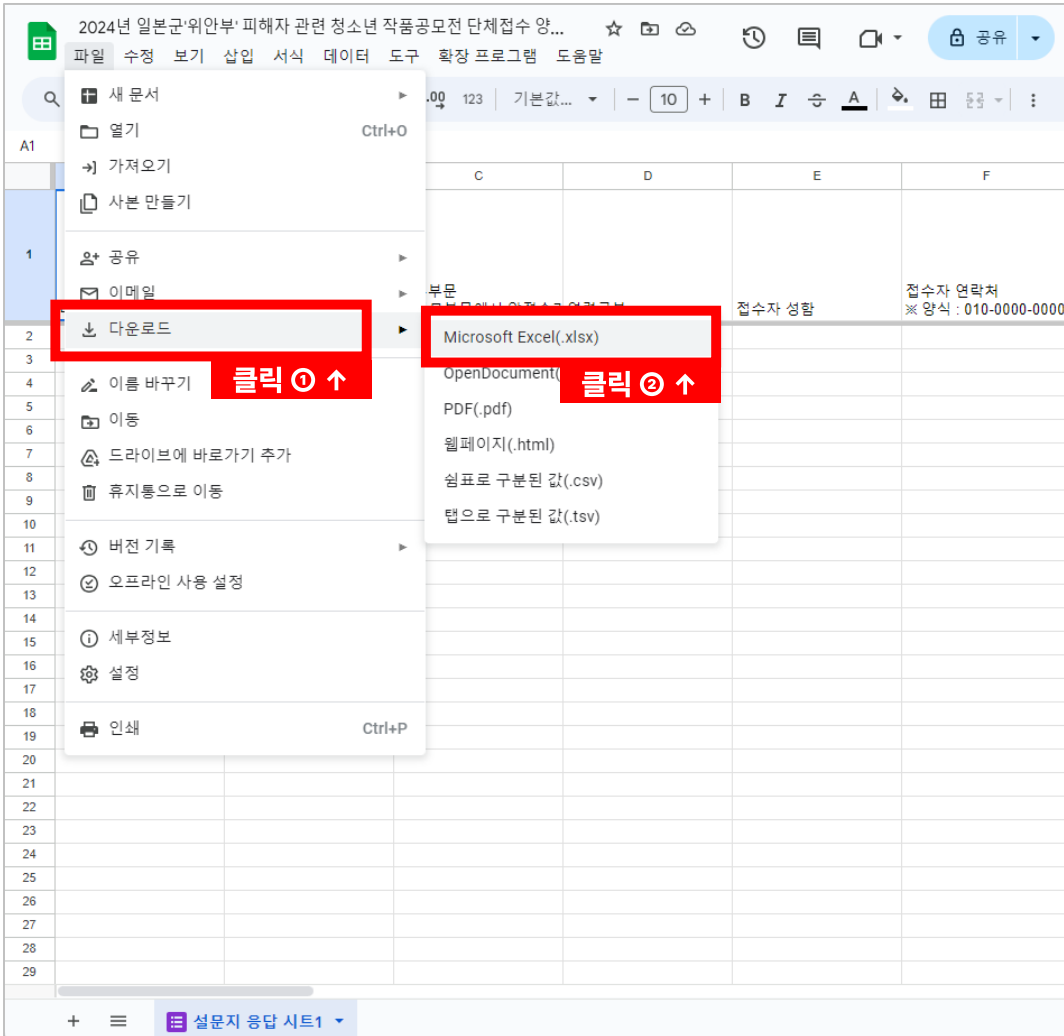 2024년 일본군'위안부' 피해자 관련 청소년 작품공모전 단체접수 양...
파일 수정 보기 삽입 서식 데이터 도구 확장 프로그램 도움말
공유
.00 123 기본값... 10 B I A
A1
C D E F
새 문서
열기 Ctrl+O
가져오기
사본 만들기
공유
이메일
다운로드
클릭 ① ↑
이름 바꾸기
이동
드라이브에 바로가기 추가
휴지통으로 이동
버전 기록
오프라인 사용 설정
세부정보
설정
인쇄 Ctrl+P
Microsoft Excel(.xlsx)
OpenDocument(
클릭 ② ↑
PDF(.pdf)
웹페이지(.html)
쉼표로 구분된 값(.csv)
탭으로 구분된 값(.tsv)
부문
접수자 성함
접수자 연락처
※ 양식 : 010-0000-0000
1
2
3
4
5
6
7
8
9
10
11
12
13
14
15
16
17
18
19
20
21
22
23
24
25
26
27
28
29
설문지 응답 시트1